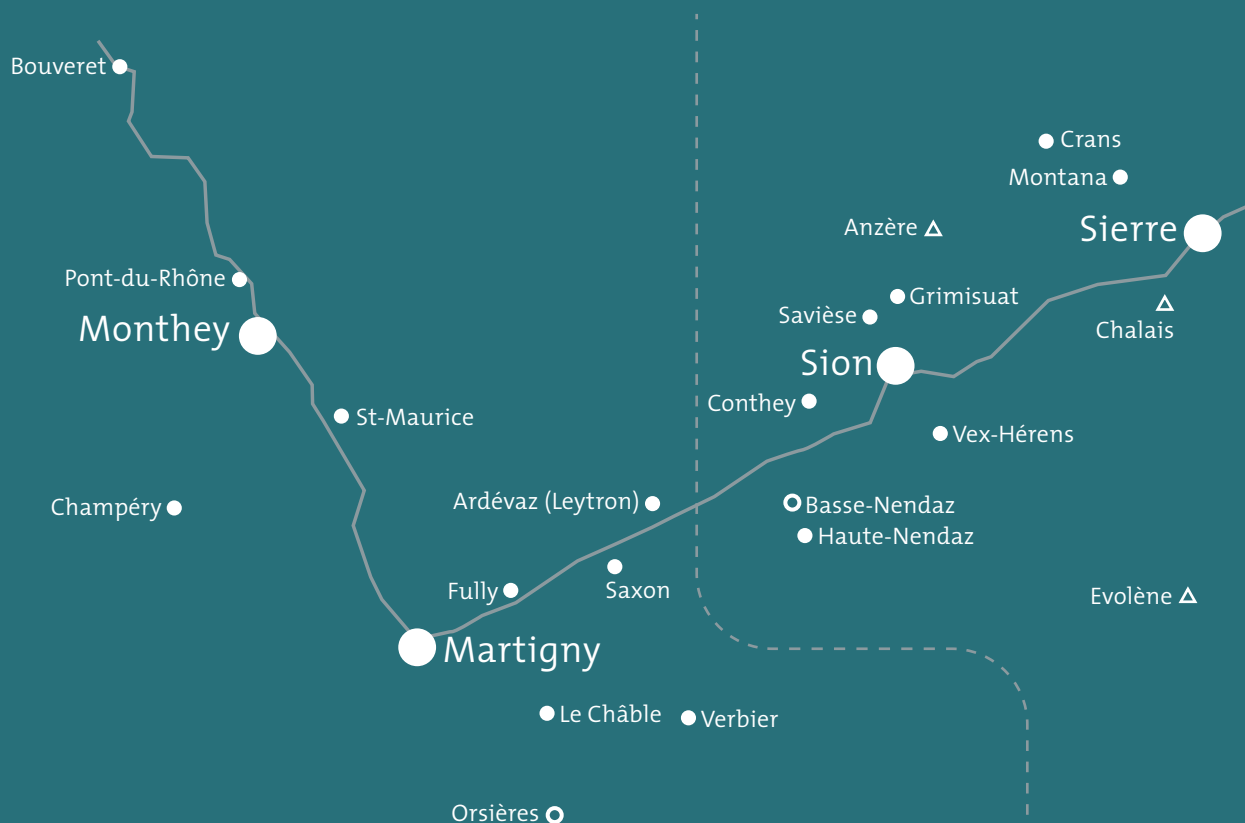 Bouveret
Crans
Montana
Anzère
Sierre
Pont-du-Rhône
Grimisuat
Savièse
Monthey
Chalais
Sion
Conthey
St-Maurice
Vex-Hérens
Ardévaz (Leytron)
Champéry
Basse-Nendaz
Haute-Nendaz
Fully
Saxon
Evolène
Martigny
Le Châble
Verbier
Orsières